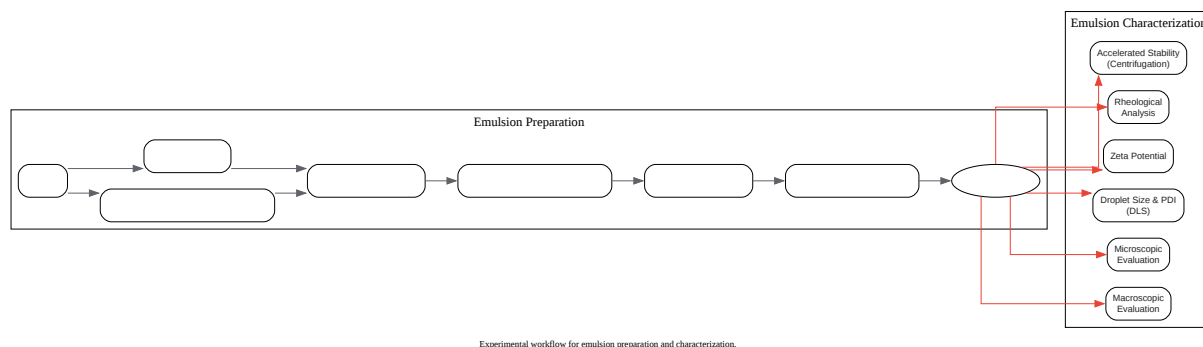 Emulsion Characterization
Accelerated Stability
(Centrifugation)
Rheological
Analysis
Emulsion Preparation
Zeta Potential
Droplet Size & PDI
(DLS)
Microscopic
Evaluation
Macroscopic
Evaluation
Experimental workflow for emulsion preparation and characterization.